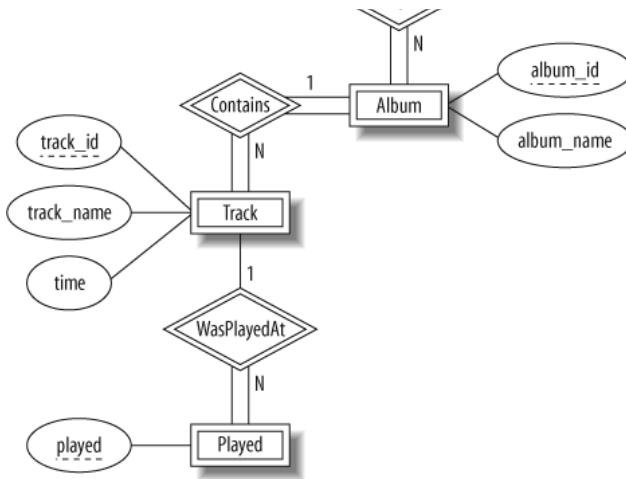 N
album_id
1
Contains
Album
track_id
album_name
N
track_name
Track
time
1
WasPlayedAt
N
played
Played